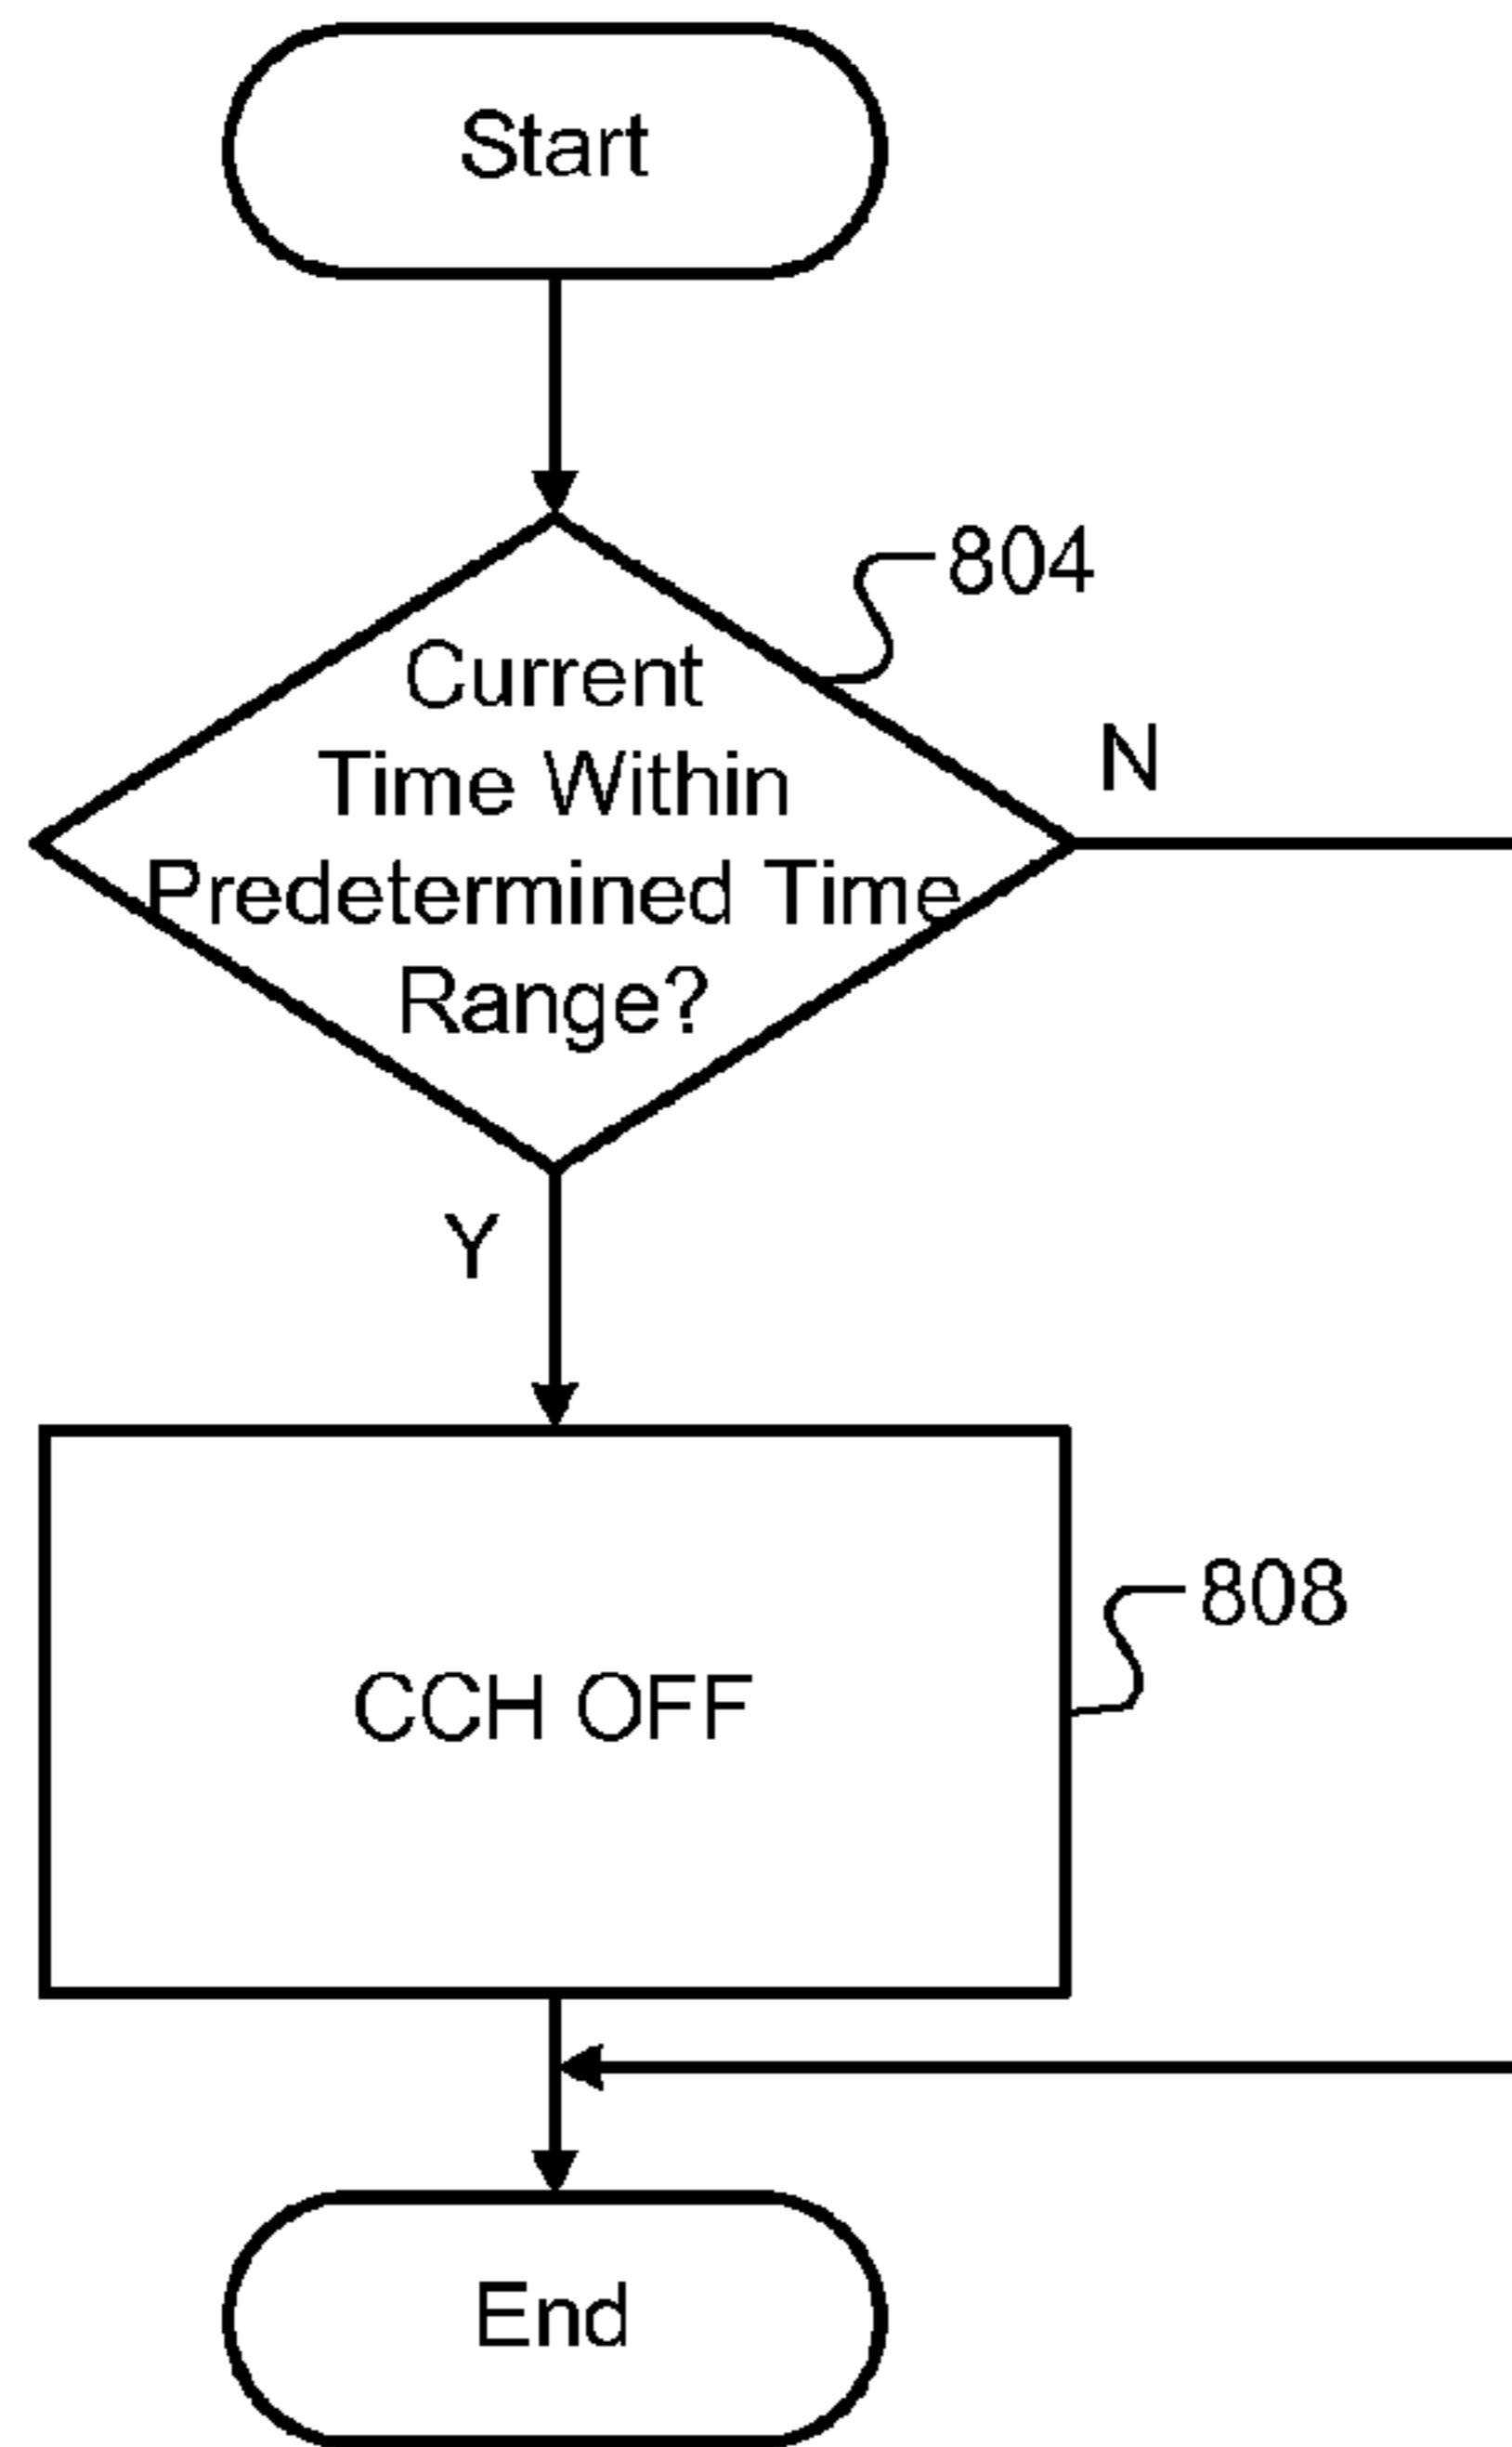 Start
804
Current
Time Within
Predetermined Time
Range?
N
Y
CCH OFF
808
End